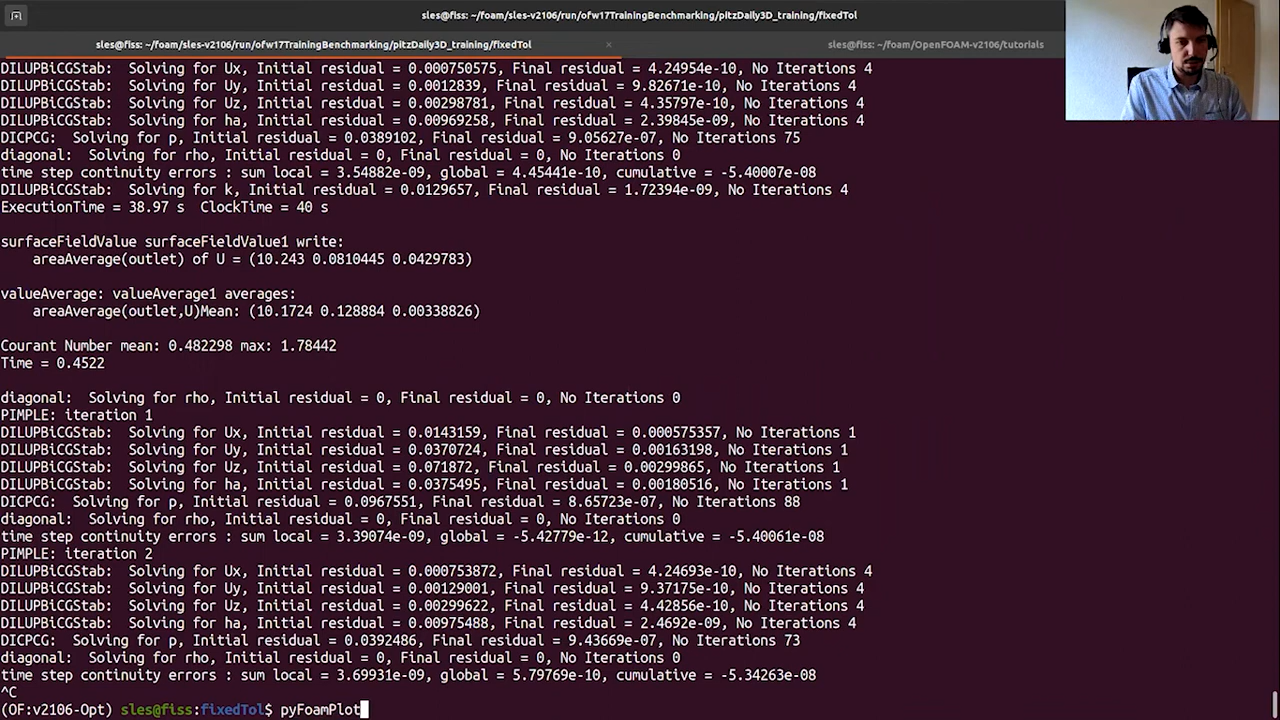 sles@fiss: ~/foam/sles-v2106/run/ofw17TrainingBenchmarking/pitzDaily3D_training/fixedTol
sles@fiss: ~/foam/sles-v2106/run/ofw17TrainingBenchmarking/pitzDaily3D_training/fixedTol × sles@fiss: ~/foam/OpenFOAM-v2106/tutorials
DILUPBiCGStab:  Solving for Ux, Initial residual = 0.000750575, Final residual = 4.24954e-10, No Iterations 4
DILUPBiCGStab:  Solving for Uy, Initial residual = 0.0012839, Final residual = 9.82671e-10, No Iterations 4
DILUPBiCGStab:  Solving for Uz, Initial residual = 0.00298781, Final residual = 4.35797e-10, No Iterations 4
DILUPBiCGStab:  Solving for ha, Initial residual = 0.00969258, Final residual = 2.39845e-09, No Iterations 4
DICPCG:  Solving for p, Initial residual = 0.0389102, Final residual = 9.05627e-07, No Iterations 75
diagonal:  Solving for rho, Initial residual = 0, Final residual = 0, No Iterations 0
time step continuity errors : sum local = 3.54882e-09, global = 4.45441e-10, cumulative = -5.40007e-08
DILUPBiCGStab:  Solving for k, Initial residual = 0.0129657, Final residual = 1.72394e-09, No Iterations 4
ExecutionTime = 38.97 s  ClockTime = 40 s
surfaceFieldValue surfaceFieldValue1 write:
    areaAverage(outlet) of U = (10.243 0.0810445 0.0429783)
valueAverage: valueAverage1 averages:
    areaAverage(outlet,U)Mean: (10.1724 0.128884 0.00338826)
Courant Number mean: 0.482298 max: 1.78442
Time = 0.4522
diagonal:  Solving for rho, Initial residual = 0, Final residual = 0, No Iterations 0
PIMPLE: iteration 1
DILUPBiCGStab:  Solving for Ux, Initial residual = 0.0143159, Final residual = 0.000575357, No Iterations 1
DILUPBiCGStab:  Solving for Uy, Initial residual = 0.0370724, Final residual = 0.00163198, No Iterations 1
DILUPBiCGStab:  Solving for Uz, Initial residual = 0.071872, Final residual = 0.00299865, No Iterations 1
DILUPBiCGStab:  Solving for ha, Initial residual = 0.0375495, Final residual = 0.00180516, No Iterations 1
DICPCG:  Solving for p, Initial residual = 0.0967551, Final residual = 8.65723e-07, No Iterations 88
diagonal:  Solving for rho, Initial residual = 0, Final residual = 0, No Iterations 0
time step continuity errors : sum local = 3.39074e-09, global = -5.42779e-12, cumulative = -5.40061e-08
PIMPLE: iteration 2
DILUPBiCGStab:  Solving for Ux, Initial residual = 0.000753872, Final residual = 4.24693e-10, No Iterations 4
DILUPBiCGStab:  Solving for Uy, Initial residual = 0.00129001, Final residual = 9.37175e-10, No Iterations 4
DILUPBiCGStab:  Solving for Uz, Initial residual = 0.00299622, Final residual = 4.42856e-10, No Iterations 4
DILUPBiCGStab:  Solving for ha, Initial residual = 0.00975488, Final residual = 2.4692e-09, No Iterations 4
DICPCG:  Solving for p, Initial residual = 0.0392486, Final residual = 9.43669e-07, No Iterations 73
diagonal:  Solving for rho, Initial residual = 0, Final residual = 0, No Iterations 0
time step continuity errors : sum local = 3.69931e-09, global = 5.79769e-10, cumulative = -5.34263e-08
^C
(OF:v2106-Opt) sles@fiss:fixedTol$ pyFoamPlot